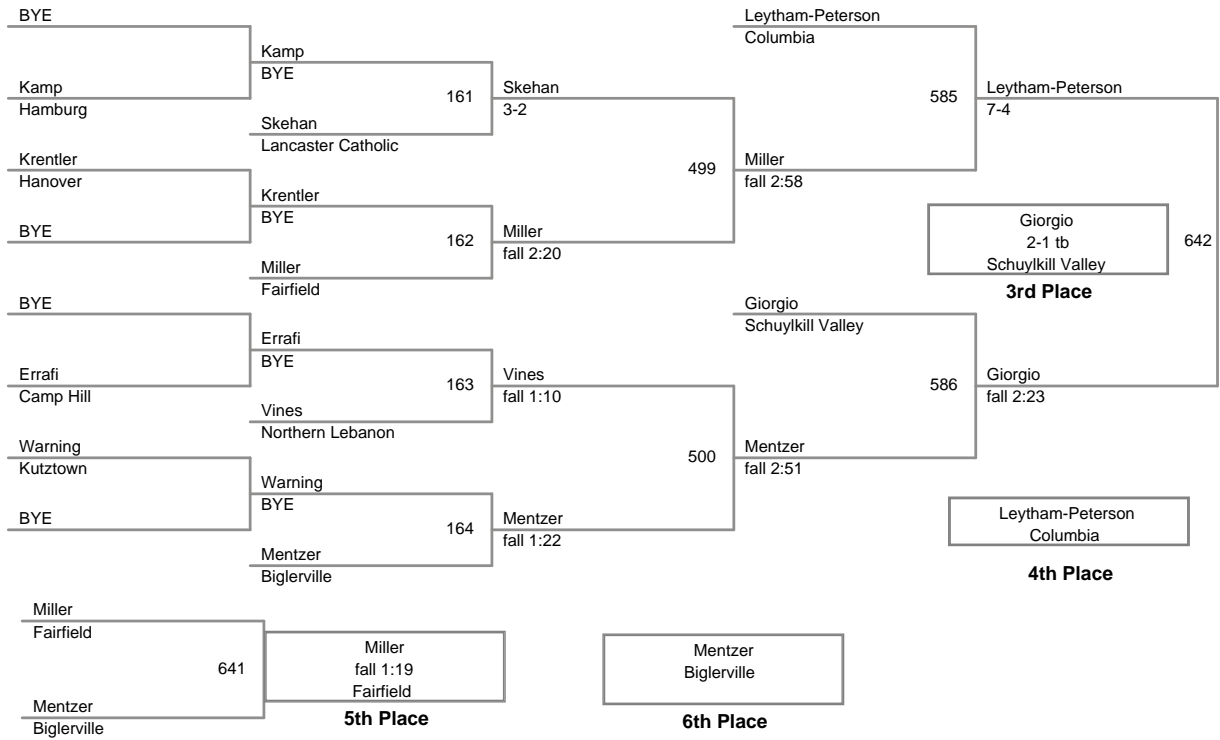 BYE
Kamp
Hamburg
Krentler
Hanover
BYE
BYE
Errafi
Camp Hill
Warning
Kutztown
BYE
Kamp
BYE
161
Skehan
Lancaster Catholic
Krentler
BYE
162
Miller
Fairfield
Errafi
BYE
163
Vines
Northern Lebanon
Warning
BYE
164
Mentzer
Biglerville
Skehan
3-2
499
Miller
fall 2:20
Vines
fall 1:10
500
Mentzer
fall 1:22
Leytham-Peterson
Columbia
585
Miller
fall 2:58
Giorgio
Schuylkill Valley
586
Mentzer
fall 2:51
Leytham-Peterson
7-4
642
Giorgio
fall 2:23
Giorgio
2-1 tb
Schuylkill Valley
3rd Place
Leytham-Peterson
Columbia
4th Place
Miller
Fairfield
641
Mentzer
Biglerville
Miller
fall 1:19
Fairfield
5th Place
Mentzer
Biglerville
6th Place